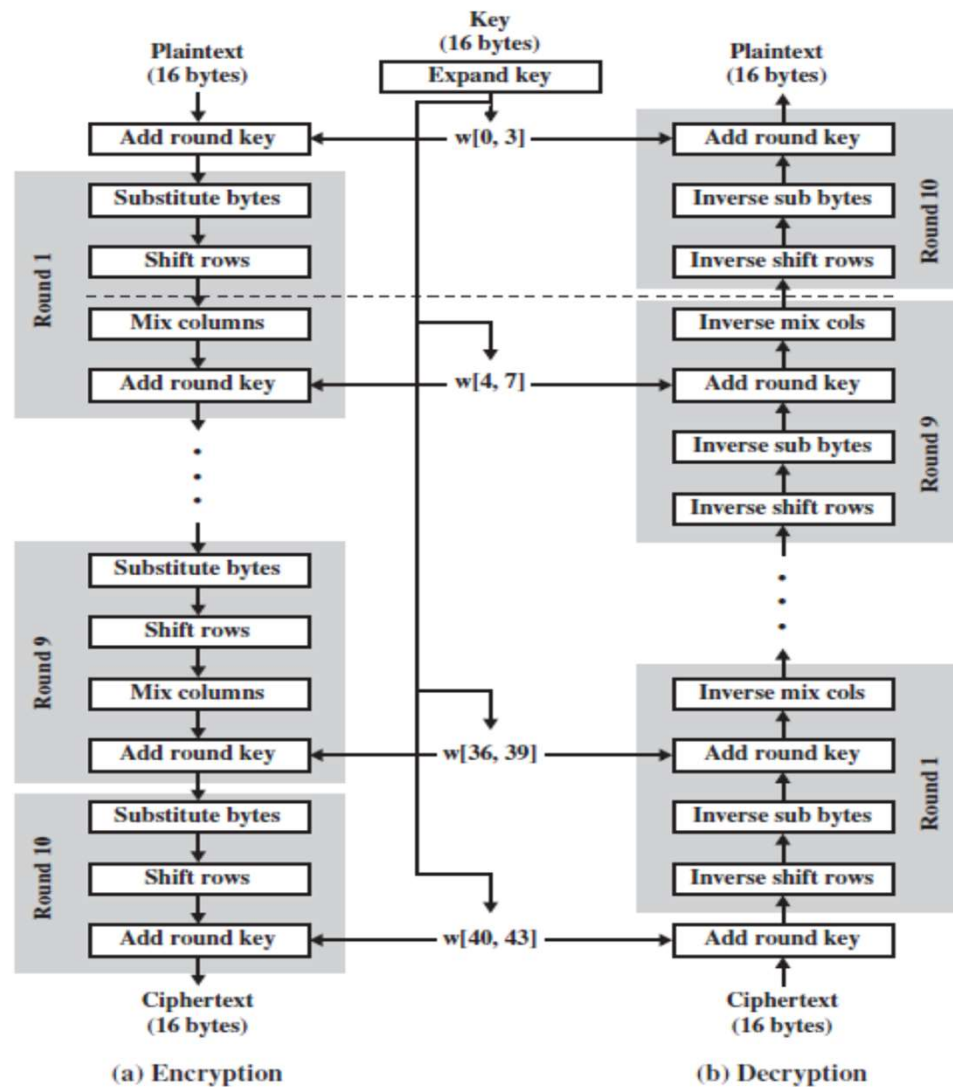 Key
(16 bytes)
Expand key
Plaintext
(16 bytes)
Add round key
Round 1
Substitute bytes
Shift rows
Mix columns
Add round key
Round 9
Substitute bytes
Shift rows
Mix columns
Add round key
Round 10
Substitute bytes
Shift rows
Add round key
Ciphertext
(16 bytes)
(a) Encryption
w[0, 3]
w[4, 7]
w[36, 39]
w[40, 43]
Plaintext
(16 bytes)
Add round key
Inverse sub bytes
Inverse shift rows
Round 10
Inverse mix cols
Add round key
Inverse sub bytes
Inverse shift rows
Round 9
Inverse mix cols
Add round key
Inverse sub bytes
Inverse shift rows
Round 1
Add round key
Ciphertext
(16 bytes)
(b) Decryption